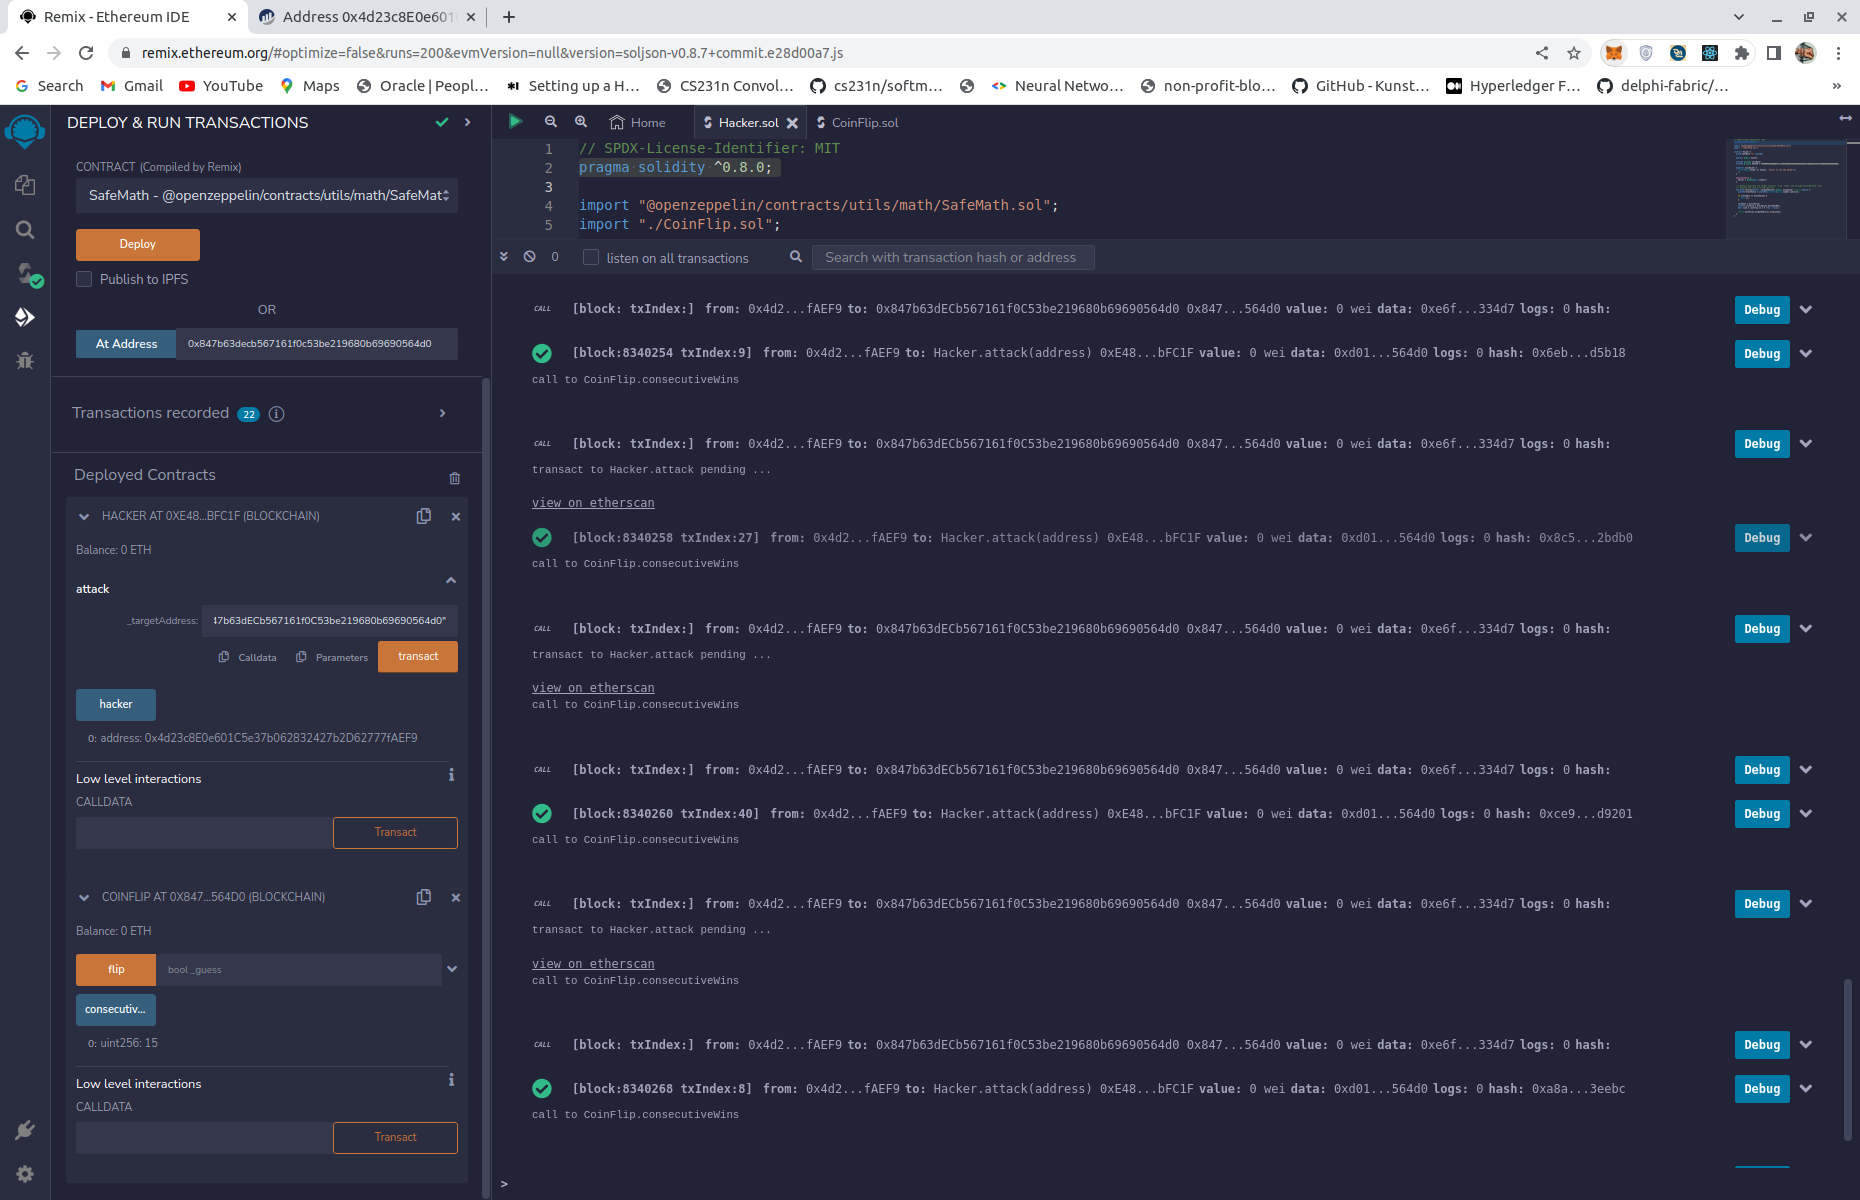 Remix - Ethereum IDE
Address 0x4d23c8E0e601
remix.ethereum.org/#optimize=false&runs=200&evmVersion=null&version=soljson-v0.8.7+commit.e28d00a7.js
Search Gmail YouTube Maps Oracle | Peopl... Setting up a H... CS231n Convol... cs231n/softm... Neural Netwo... non-profit-blo... GitHub - Kunst... Hyperledger F... delphi-fabric/... »
DEPLOY & RUN TRANSACTIONS
CONTRACT (Compiled by Remix)
SafeMath - @openzeppelin/contracts/utils/math/SafeMat
Deploy
Publish to IPFS
OR
At Address 0x847b63decb567161f0c53be219680b69690564d0
Transactions recorded 22 i
Deployed Contracts
HACKER AT 0XE48...BFC1F (BLOCKCHAIN)
Balance: 0 ETH
attack
_targetAddress: 47b63dECb567161f0C53be219680b69690564d0"
Calldata Parameters transact
hacker
0: address: 0x4d23c8E0e601C5e37b062832427b2D62777fAEF9
Low level interactions i
CALLDATA
Transact
COINFLIP AT 0X847...564D0 (BLOCKCHAIN)
Balance: 0 ETH
flip bool _guess
consecutiv...
0: uint256: 15
Low level interactions i
CALLDATA
Transact
Home Hacker.sol CoinFlip.sol
1 // SPDX-License-Identifier: MIT
2 pragma solidity ^0.8.0;
3
4 import "@openzeppelin/contracts/utils/math/SafeMath.sol";
5 import "./CoinFlip.sol";
0 listen on all transactions Search with transaction hash or address
CALL [block: txIndex:] from: 0x4d2...fAEF9 to: 0x847b63dECb567161f0C53be219680b69690564d0 0x847...564d0 value: 0 wei data: 0xe6f...334d7 logs: 0 hash: Debug
[block:8340254 txIndex:9] from: 0x4d2...fAEF9 to: Hacker.attack(address) 0xE48...bFC1F value: 0 wei data: 0xd01...564d0 logs: 0 hash: 0x6eb...d5b18 Debug
call to CoinFlip.consecutiveWins
CALL [block: txIndex:] from: 0x4d2...fAEF9 to: 0x847b63dECb567161f0C53be219680b69690564d0 0x847...564d0 value: 0 wei data: 0xe6f...334d7 logs: 0 hash: Debug
transact to Hacker.attack pending ...
view on etherscan
[block:8340258 txIndex:27] from: 0x4d2...fAEF9 to: Hacker.attack(address) 0xE48...bFC1F value: 0 wei data: 0xd01...564d0 logs: 0 hash: 0x8c5...2bdb0 Debug
call to CoinFlip.consecutiveWins
CALL [block: txIndex:] from: 0x4d2...fAEF9 to: 0x847b63dECb567161f0C53be219680b69690564d0 0x847...564d0 value: 0 wei data: 0xe6f...334d7 logs: 0 hash: Debug
transact to Hacker.attack pending ...
view on etherscan
call to CoinFlip.consecutiveWins
CALL [block: txIndex:] from: 0x4d2...fAEF9 to: 0x847b63dECb567161f0C53be219680b69690564d0 0x847...564d0 value: 0 wei data: 0xe6f...334d7 logs: 0 hash: Debug
[block:8340260 txIndex:40] from: 0x4d2...fAEF9 to: Hacker.attack(address) 0xE48...bFC1F value: 0 wei data: 0xd01...564d0 logs: 0 hash: 0xce9...d9201 Debug
call to CoinFlip.consecutiveWins
CALL [block: txIndex:] from: 0x4d2...fAEF9 to: 0x847b63dECb567161f0C53be219680b69690564d0 0x847...564d0 value: 0 wei data: 0xe6f...334d7 logs: 0 hash: Debug
transact to Hacker.attack pending ...
view on etherscan
call to CoinFlip.consecutiveWins
CALL [block: txIndex:] from: 0x4d2...fAEF9 to: 0x847b63dECb567161f0C53be219680b69690564d0 0x847...564d0 value: 0 wei data: 0xe6f...334d7 logs: 0 hash: Debug
[block:8340268 txIndex:8] from: 0x4d2...fAEF9 to: Hacker.attack(address) 0xE48...bFC1F value: 0 wei data: 0xd01...564d0 logs: 0 hash: 0xa8a...3eebc Debug
call to CoinFlip.consecutiveWins
>